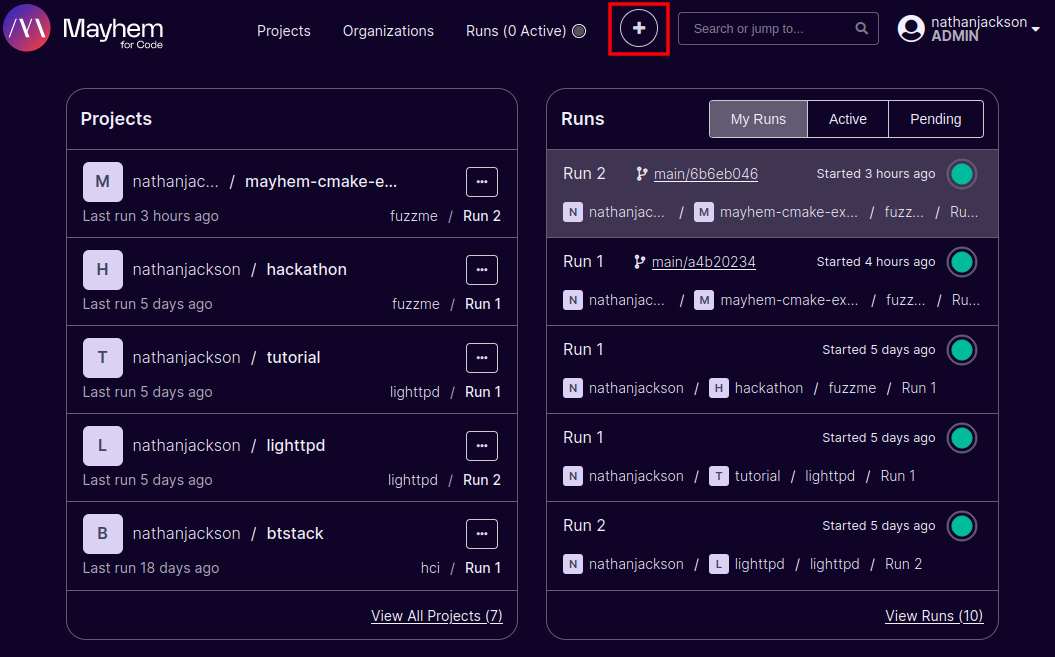 Mayhem
for Code
Projects
Organizations
Runs (0 Active)
+
Search or jump to...
nathanjackson
ADMIN
Projects
M nathanjac... / mayhem-cmake-e... ...
Last run 3 hours ago fuzzme / Run 2
H nathanjackson / hackathon ...
Last run 5 days ago fuzzme / Run 1
T nathanjackson / tutorial ...
Last run 5 days ago lighttpd / Run 1
L nathanjackson / lighttpd ...
Last run 5 days ago lighttpd / Run 2
B nathanjackson / btstack ...
Last run 18 days ago hci / Run 1
View All Projects (7)
Runs
My Runs
Active
Pending
Run 2 main/6b6eb046 Started 3 hours ago
N nathanjac... / M mayhem-cmake-ex... / fuzz... / Ru...
Run 1 main/a4b20234 Started 4 hours ago
N nathanjac... / M mayhem-cmake-ex... / fuzz... / Ru...
Run 1 Started 5 days ago
N nathanjackson / H hackathon / fuzzme / Run 1
Run 1 Started 5 days ago
N nathanjackson / T tutorial / lighttpd / Run 1
Run 2 Started 5 days ago
N nathanjackson / L lighttpd / lighttpd / Run 2
View Runs (10)